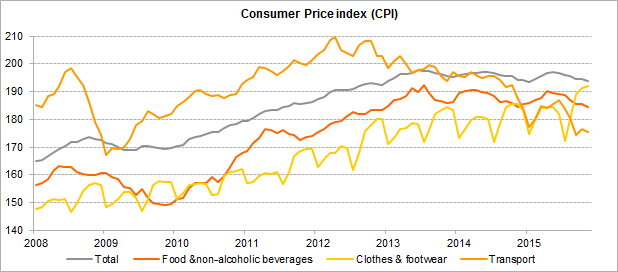 Consumer Price index (CPI)
210
200
190
180
170
160
150
140
2008 2009 2010 2011 2012 2013 2014 2015
Total Food &non-alcoholic beverages Clothes & footwear Transport